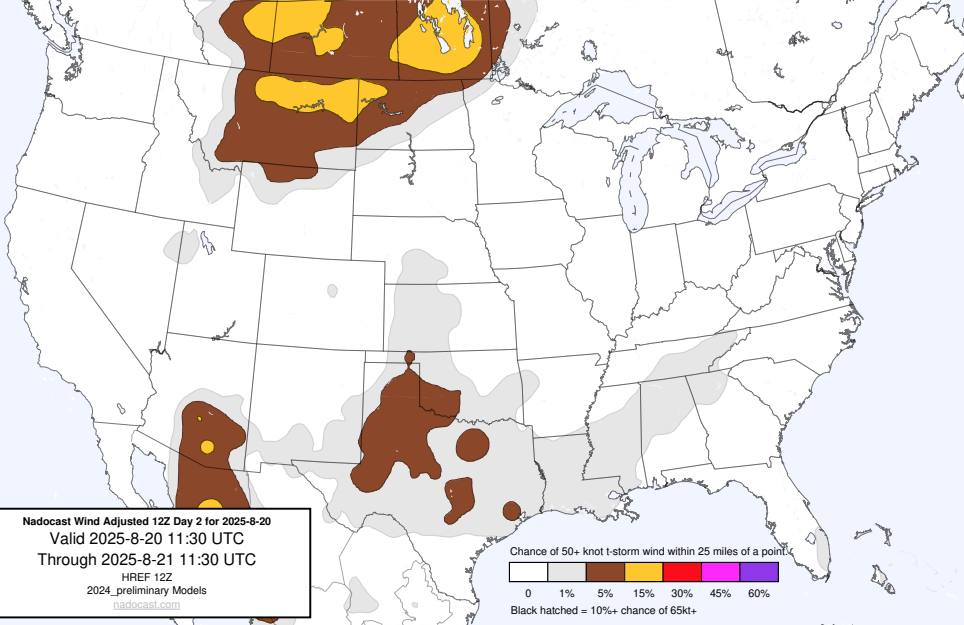 Nadocast Wind Adjusted 12Z Day 2 for 2025-8-20
Valid 2025-8-20 11:30 UTC
Through 2025-8-21 11:30 UTC
HREF 12Z
2024_preliminary Models
nadocast.com
Chance of 50+ knot t-storm wind within 25 miles of a point.
0 1% 5% 15% 30% 45% 60%
Black hatched = 10%+ chance of 65kt+